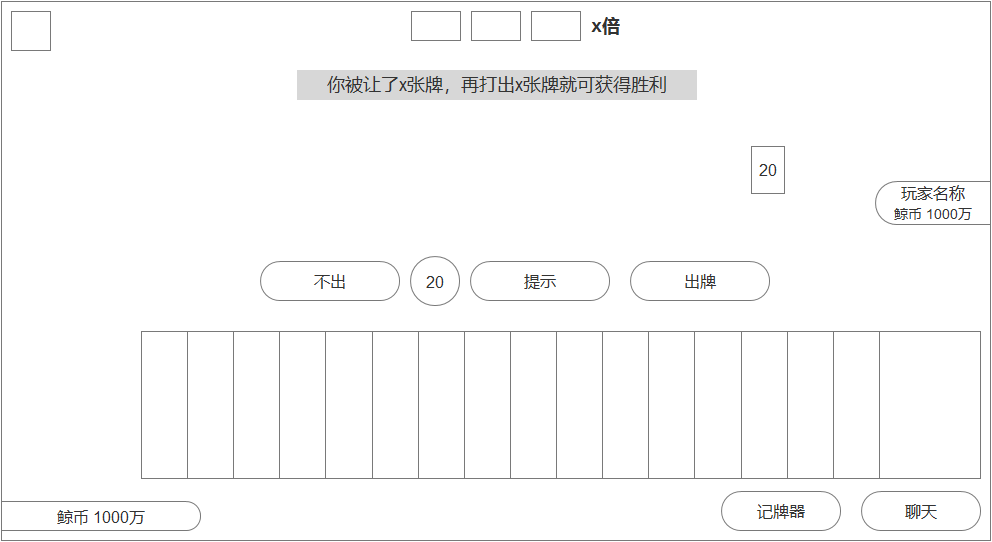 x倍
你被让了x张牌，再打出x张牌就可获得胜利
20
玩家名称
鲸币 1000万
不出
20
提示
出牌
鲸币 1000万
记牌器
聊天